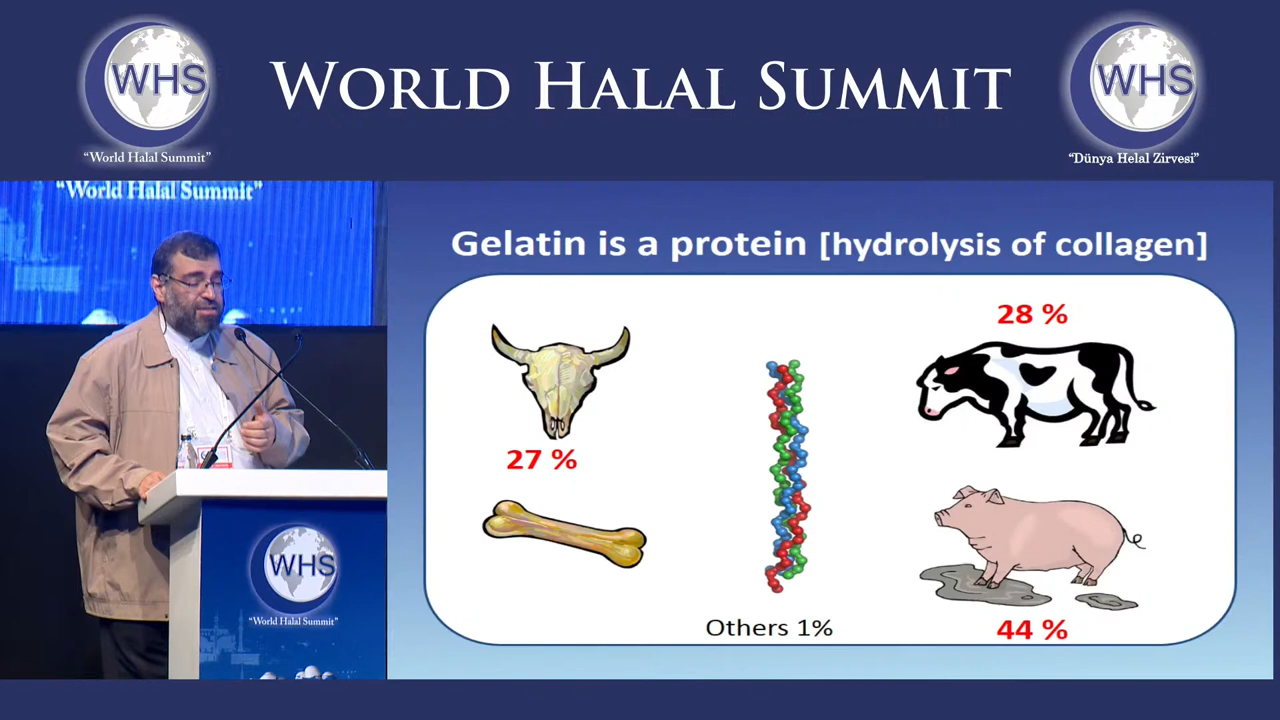 WHS
"World Halal Summit"
WORLD HALAL SUMMIT
WHS
"Dünya Helal Zirvesi"
"World Halal Summit"
Gelatin is a protein [hydrolysis of collagen]
28 %
27 %
Others 1%
44 %
WHS
"World Halal Summit"